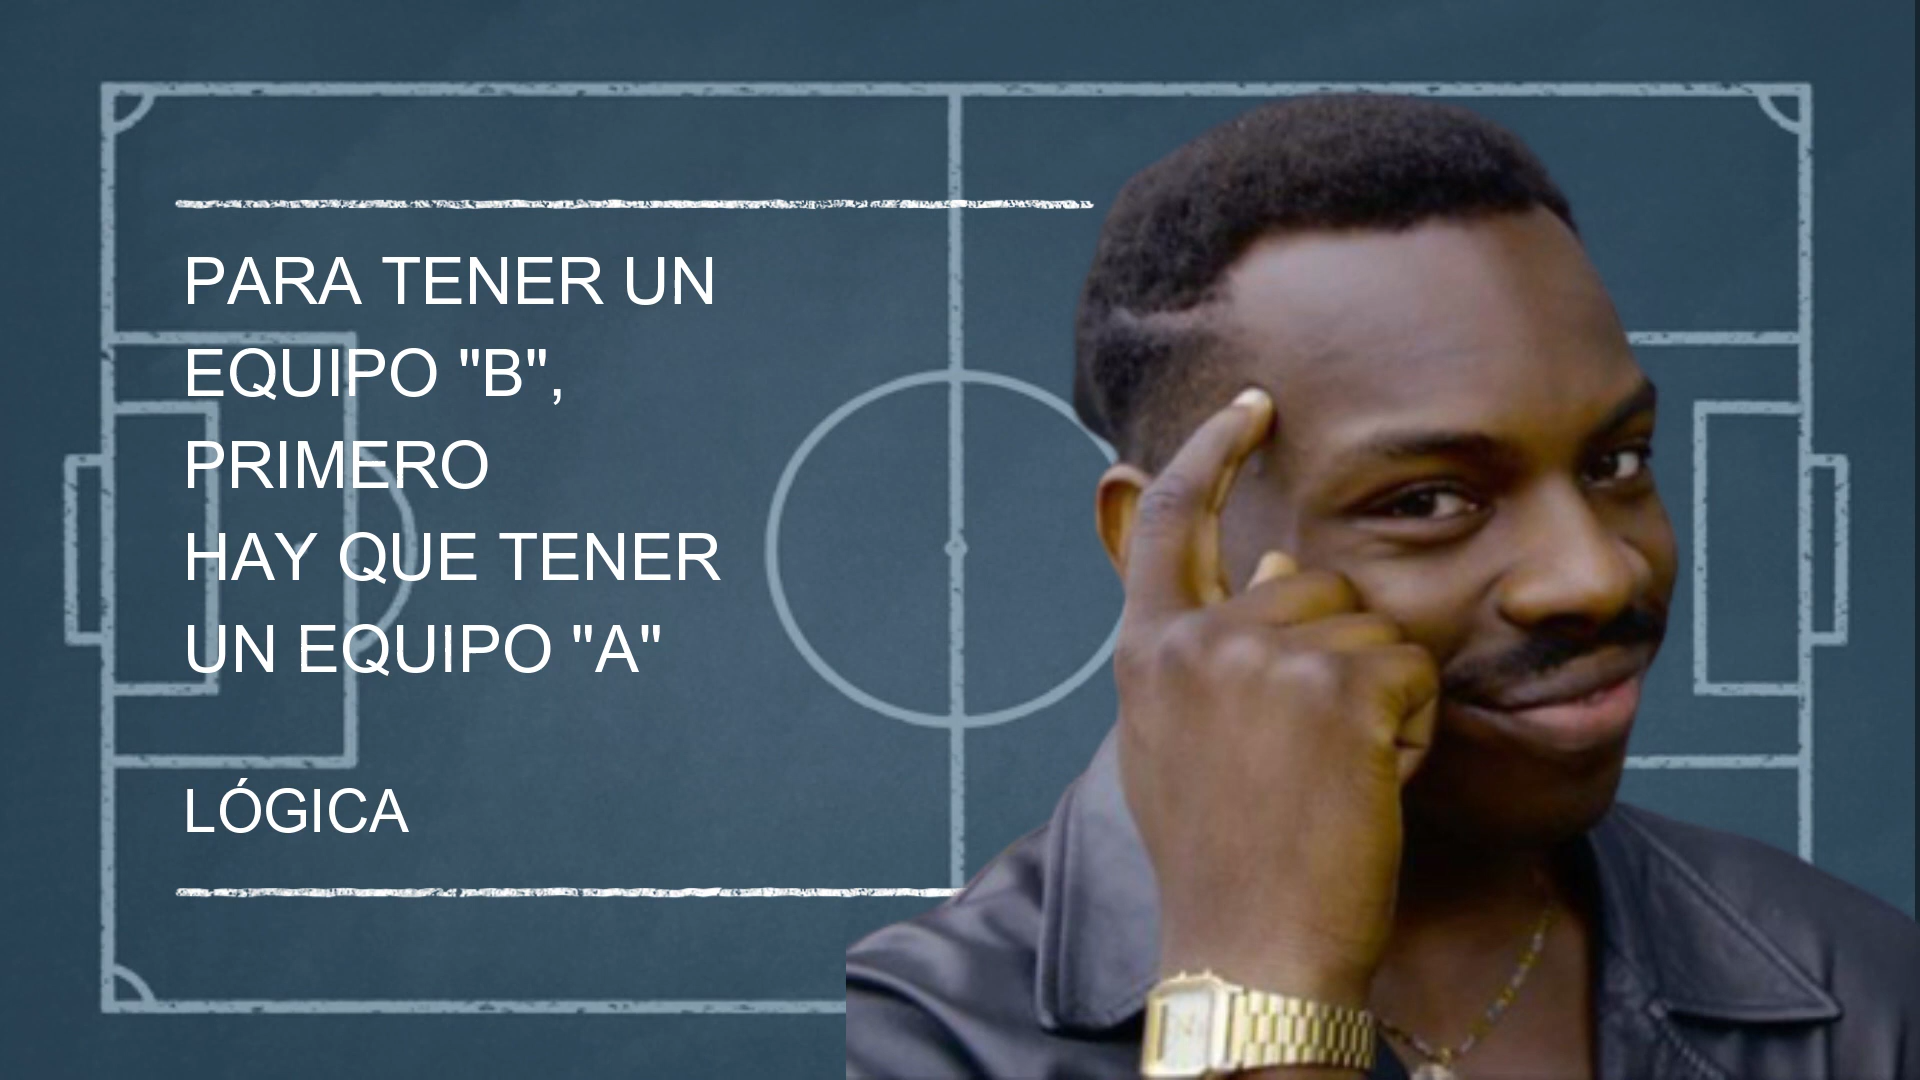 PARA TENER UN
EQUIPO "B",
PRIMERO
HAY QUE TENER
UN EQUIPO "A"
LÓGICA